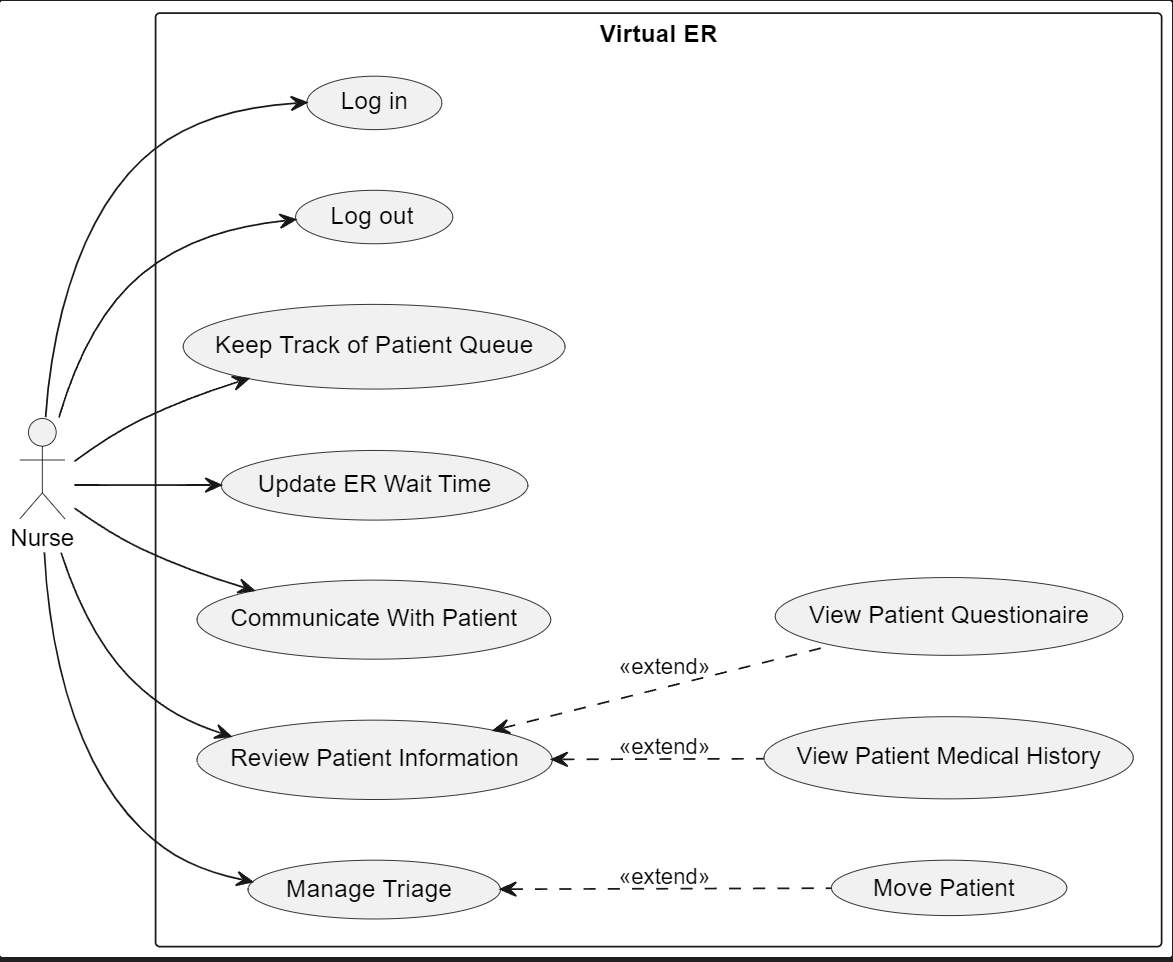 Virtual ER
Log in
Log out
Keep Track of Patient Queue
Update ER Wait Time
Nurse
Communicate With Patient
View Patient Questionaire
«extend»
Review Patient Information
«extend»
View Patient Medical History
Manage Triage
«extend»
Move Patient